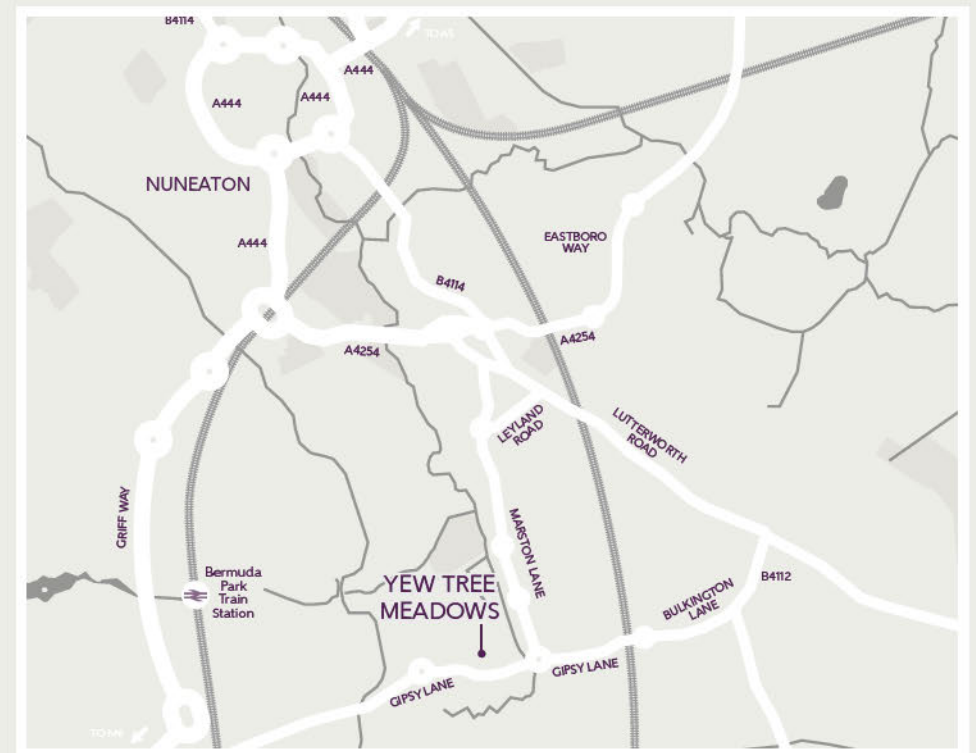 B4114
TO M5
A444
A444
A444
NUNEATON
A444
EASTBORO
WAY
B4114
A4254
A4254
LEYLAND
ROAD
LUTTERWORTH
ROAD
GRIFF WAY
MARSTON LANE
Bermuda
Park
Train
Station
YEW TREE
MEADOWS
BULKINGTON
LANE
B4112
GIPSY LANE
GIPSY LANE